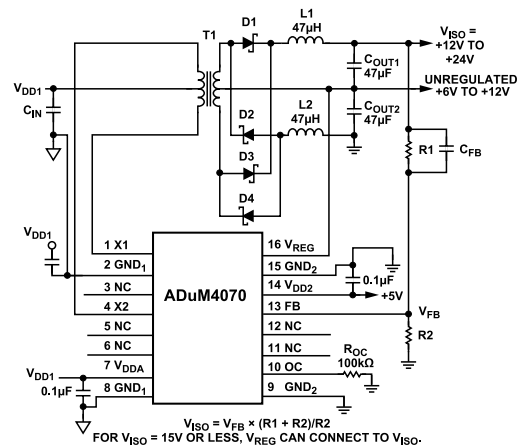 T1
D1
L1
47µH
V_ISO =
+12V TO
+24V
C_OUT1
47µF
UNREGULATED
+6V TO +12V
V_DD1
C_IN
D2
L2
47µH
C_OUT2
47µF
D3
D4
R1
C_FB
V_DD1
1 X1
2 GND_1
3 NC
4 X2
5 NC
6 NC
7 V_DDA
8 GND_1
ADuM4070
16 V_REG
15 GND_2
14 V_DD2
13 FB
12 NC
11 NC
10 OC
9 GND_2
0.1µF
+5V
V_FB
R2
R_OC
100kΩ
V_DD1
0.1µF
V_ISO = V_FB × (R1 + R2)/R2
FOR V_ISO = 15V OR LESS, V_REG CAN CONNECT TO V_ISO.